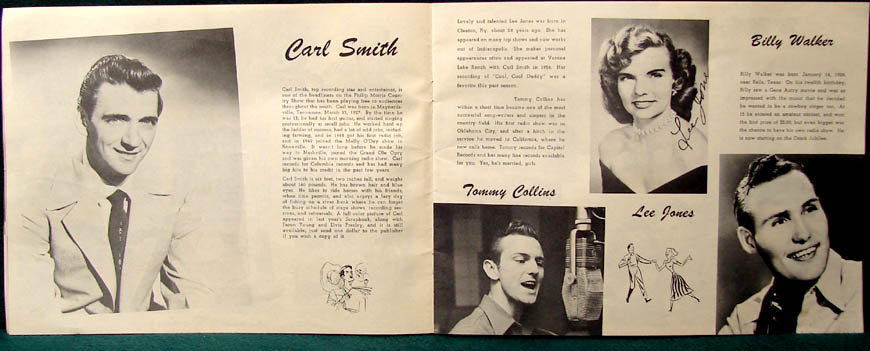 Carl Smith
Carl Smith, top recording star and entertainer, is
one of the headliners on the Philip Morris Coun-
try Show that has been playing free to audiences
throughout the south. Carl was born in Maynards-
ville, Tennessee, March 15, 1927. By the time he
was 13, he had his first guitar, and started singing
professionally at small jobs. He worked hard up
the ladder of success, had a lot of odd jobs, includ-
ing farming, and in 1944 got his first radio job,
and in 1944 joined the Molly O'Day show in
Knoxville. It wasn't long before he made his
way to Nashville, joined the Grand Ole Opry
and was given his own morning radio show. Carl
records for Columbia records and has had many
big hits to his credit in the past few years.
Carl Smith is six feet, two inches tall, and weighs
about 160 pounds. He has brown hair and blue
eyes. He likes to ride horses with his friends,
when time permits, and also enjoys a lazy day
of fishing on a river bank where he can forget
the busy schedule of stage shows, recording ses-
sions, and rehearsals. A full color picture of Carl
appeared in last year's Scrapbook, along with
Faron Young and Elvis Presley, and it is still
available, just send one dollar to the publisher
if you wish a copy of it.
Lovely and talented Lee Jones was born in
Cleaton, Ny. about 24 years ago. She has
appeared on many top shows and now works
out of Indianapolis. She makes personal
appearances often and appeared at Verona
Lake Ranch with Carl Smith in 1956. Her
recording of "Cool, Cool Daddy" was a
favorite this past season.
Tommy Collins has
within a short time become one of the most
successful song-writers and singers in the
country field. His first radio show was in
Oklahoma City, and after a hitch in the
service he moved to California, where he
now calls home. Tommy records for Capitol
Records and has many fine records available
for you. Yes, he's married, girls.
Tommy Collins
Lee Jones
Lee Jones
Billy Walker
Billy Walker was born January 14, 1929,
near Ralls, Texas. On his twelfth birthday,
Billy saw a Gene Autry movie and was so
impressed with the music that he decided
he wanted to be a cowboy singer too. At
15 he entered an amateur contest, and won
the first prize of $3.00, but even bigger was
the chance to have his own radio show. He
is now starring on the Ozark Jubilee.